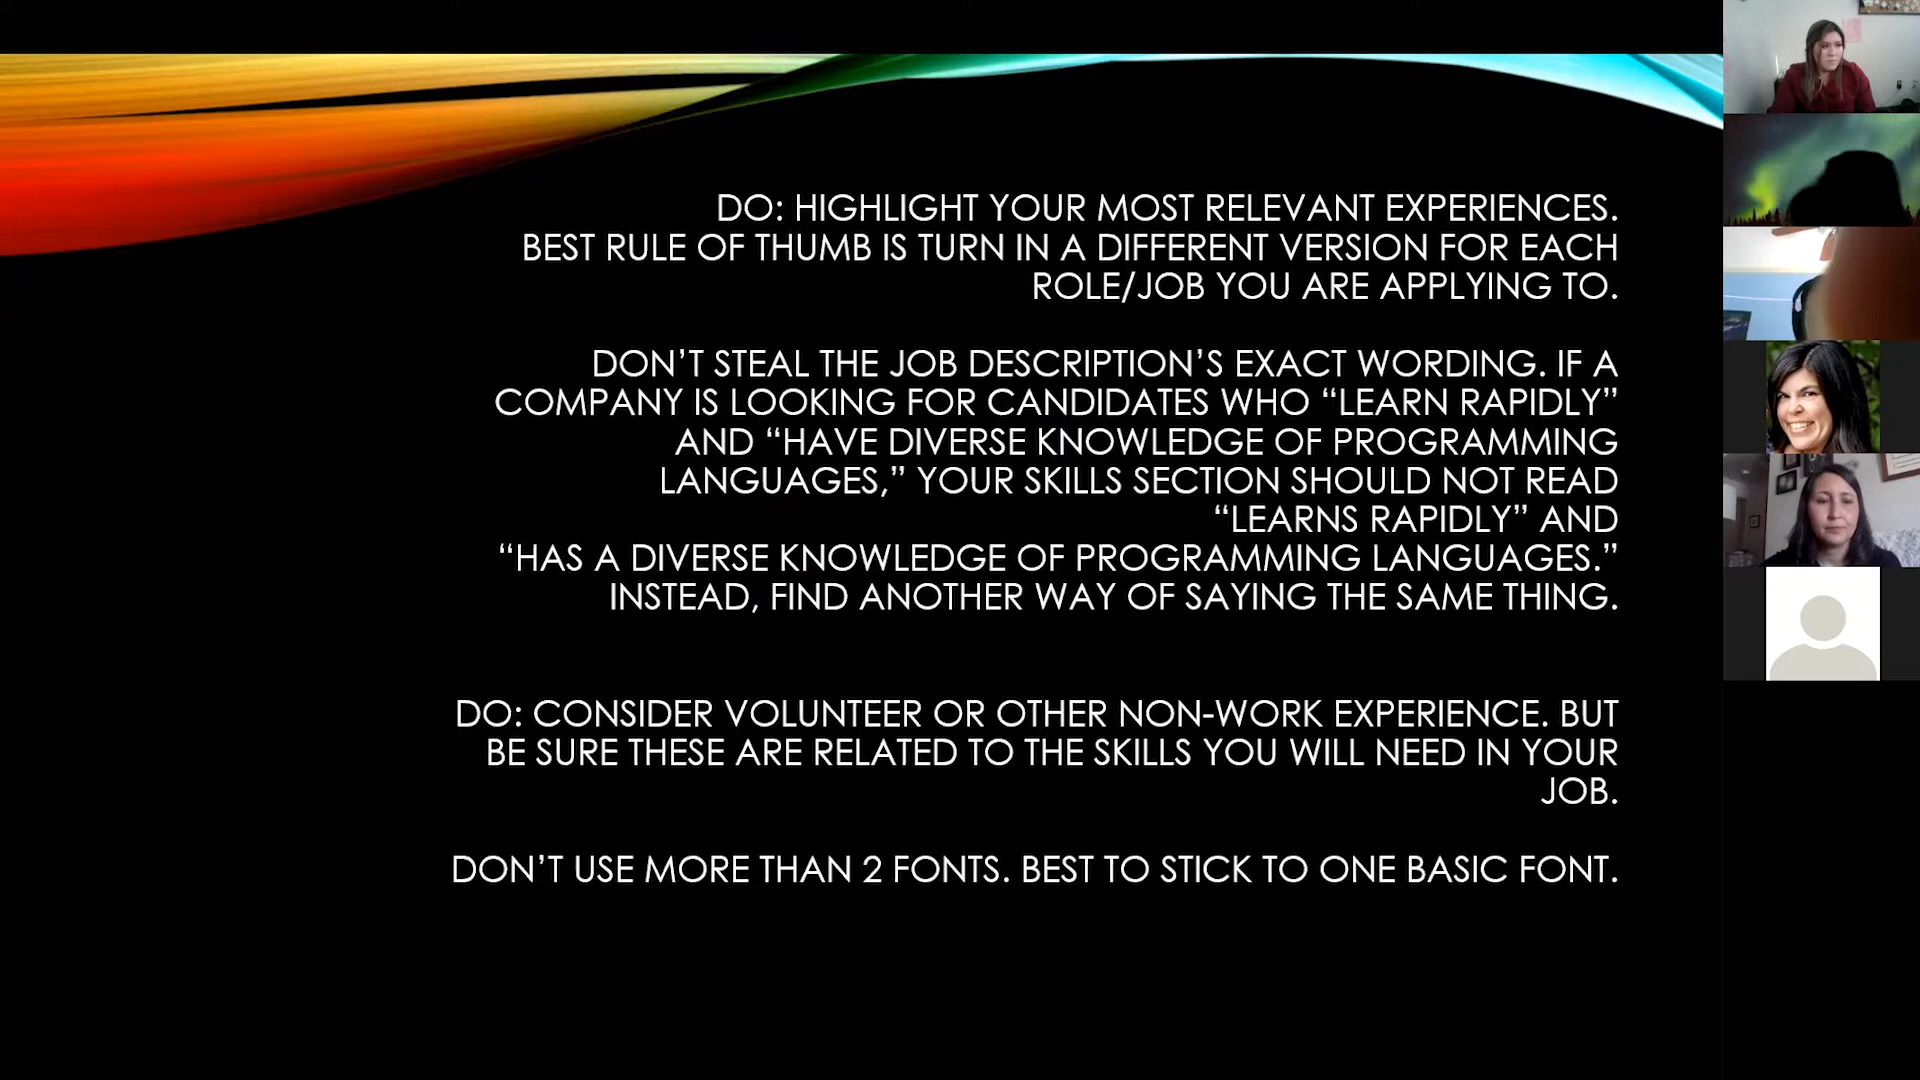 DO: HIGHLIGHT YOUR MOST RELEVANT EXPERIENCES.
BEST RULE OF THUMB IS TURN IN A DIFFERENT VERSION FOR EACH
ROLE/JOB YOU ARE APPLYING TO.
DON’T STEAL THE JOB DESCRIPTION’S EXACT WORDING. IF A
COMPANY IS LOOKING FOR CANDIDATES WHO “LEARN RAPIDLY”
AND “HAVE DIVERSE KNOWLEDGE OF PROGRAMMING
LANGUAGES,” YOUR SKILLS SECTION SHOULD NOT READ
“LEARNS RAPIDLY” AND
“HAS A DIVERSE KNOWLEDGE OF PROGRAMMING LANGUAGES.”
INSTEAD, FIND ANOTHER WAY OF SAYING THE SAME THING.
DO: CONSIDER VOLUNTEER OR OTHER NON-WORK EXPERIENCE. BUT
BE SURE THESE ARE RELATED TO THE SKILLS YOU WILL NEED IN YOUR
JOB.
DON’T USE MORE THAN 2 FONTS. BEST TO STICK TO ONE BASIC FONT.